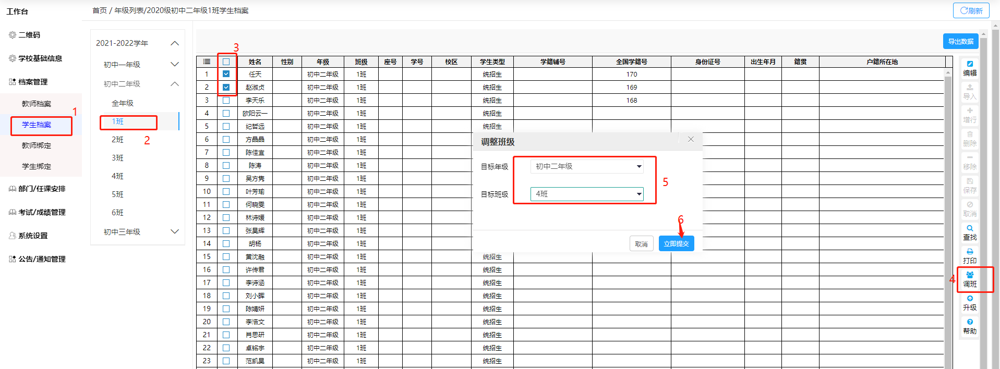 工作台
首页 / 年级列表/2020级初中二年级1班学生档案
刷新
二维码
学校基础信息
档案管理
教师档案
学生档案
1
教师绑定
学生绑定
部门/任课安排
考试/成绩管理
系统设置
公告/通知管理
2021-2022学年
初中一年级
初中二年级
全年级
1班
2班
2
3班
4班
5班
6班
初中三年级
导出数据
3
姓名 性别 年级 班级 座号 学号 校区 学生类型 学籍辅号 全国学籍号 身份证号 出生年月 籍贯 户籍所在地
1 任天 初中二年级 1班 统招生 170
2 赵淑贞 初中二年级 1班 统招生 169
3 李天乐 初中二年级 1班 统招生 168
4 欧阳云一 初中二年级 1班 统招生
5 纪哲远 初中二年级 1班 统招生
6 方晶晶 初中二年级 1班
7 陈佳宣 初中二年级 1班
8 陈涛 初中二年级 1班
9 吴方隽 初中二年级 1班
10 叶芳瑜 初中二年级 1班
11 何晓雯 初中二年级 1班
12 林诗媛 初中二年级 1班
13 张昊辉 初中二年级 1班
14 胡杨 初中二年级 1班
15 黄沈融 初中二年级 1班 统招生
16 许传君 初中二年级 1班 统招生
17 李诗涵 初中二年级 1班 统招生
18 刘小晖 初中二年级 1班 统招生
19 陈婧妍 初中二年级 1班 统招生
20 李浩文 初中二年级 1班 统招生
21 肖思研 初中二年级 1班 统招生
22 卓铭宇 初中二年级 1班 统招生
23 范凯昊 初中二年级 1班 统招生
调整班级
目标年级 初中二年级
5
目标班级 4班
6
取消 立即提交
编辑
导入
增行
删除
移除
保存
取消
查找
打印
4
调班
升级
帮助